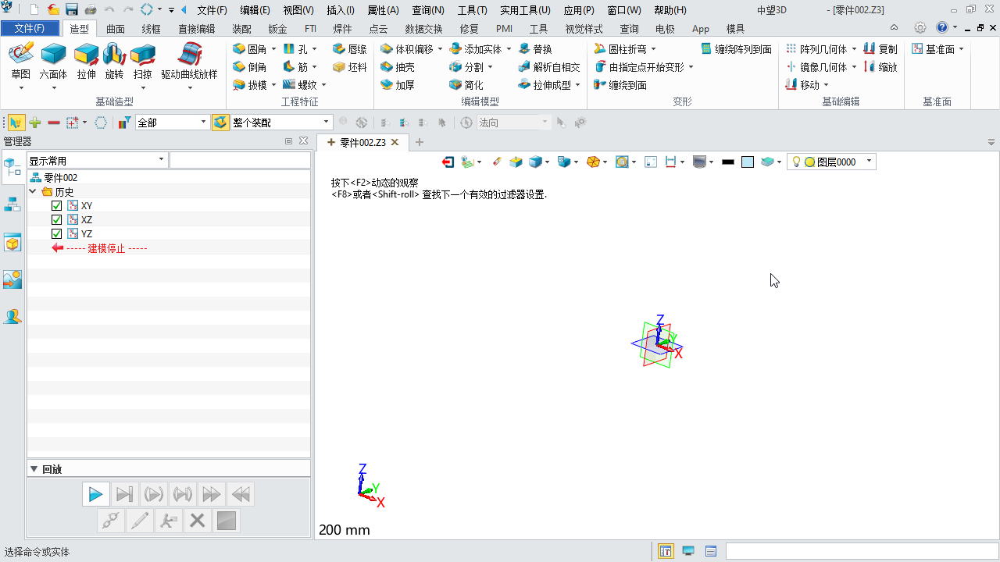 文件(F) 编辑(E) 视图(V) 插入(I) 属性(A) 查询(N) 工具(T) 实用工具(U) 应用(P) 窗口(W) 帮助(H) 中望3D - [零件002.Z3]
文件(F) 造型 曲面 线框 直接编辑 装配 钣金 FTI 焊件 点云 数据交换 修复 PMI 工具 视觉样式 查询 电极 App 模具
草图 六面体 拉伸 旋转 扫掠 驱动曲线放样
基础造型
圆角 孔 唇缘
倒角 筋 坯料
拔模 螺纹
工程特征
体积偏移 添加实体 替换
抽壳 分割 解析自相交
加厚 简化 拉伸成型
编辑模型
圆柱折弯 缠绕阵列到面
由指定点开始变形
缠绕到面
变形
阵列几何体 复制
镜像几何体 缩放
移动
基础编辑
基准面
基准面
全部 整个装配 法向
管理器
零件002.Z3
显示常用
图层0000
零件002
历史
XY
XZ
YZ
----- 建模停止 -----
按下<F2>动态的观察
<F8>或者<Shift-roll> 查找下一个有效的过滤器设置.
Z
Y
X
回放
Z
Y
X
200 mm
选择命令或实体